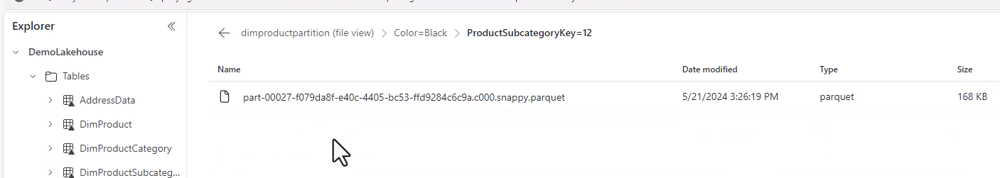 Explorer
dimproductpartition (file view) Color=Black ProductSubcategoryKey=12
DemoLakehouse
Name Date modified Type Size
Tables
part-00027-f079da8f-e40c-4405-bc53-ffd9284c6c9a.c000.snappy.parquet 5/21/2024 3:26:19 PM parquet 168 KB
AddressData
DimProduct
DimProductCategory
DimProductSubcateg...